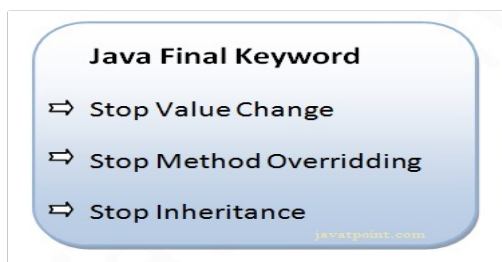 Java Final Keyword
⇨ Stop Value Change
⇨ Stop Method Overridding
⇨ Stop Inheritance
javatpoint.com